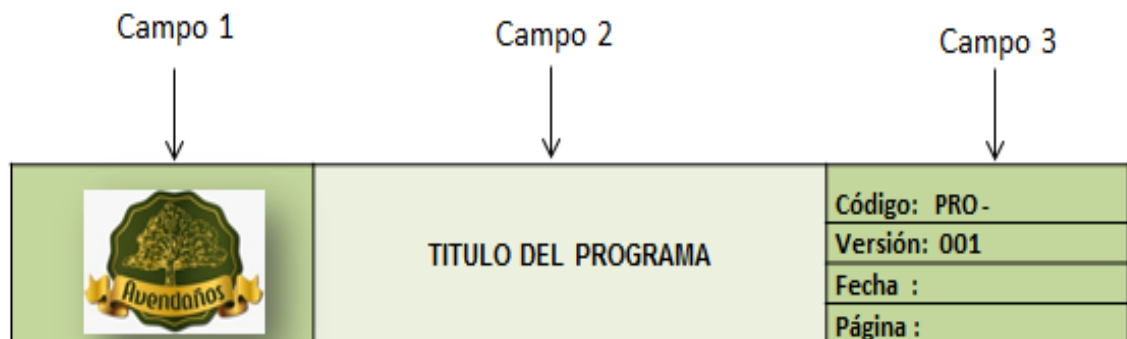 Campo 1
Campo 2
Campo 3
Avendaños
TITULO DEL PROGRAMA
Código: PRO-
Versión: 001
Fecha :
Página :